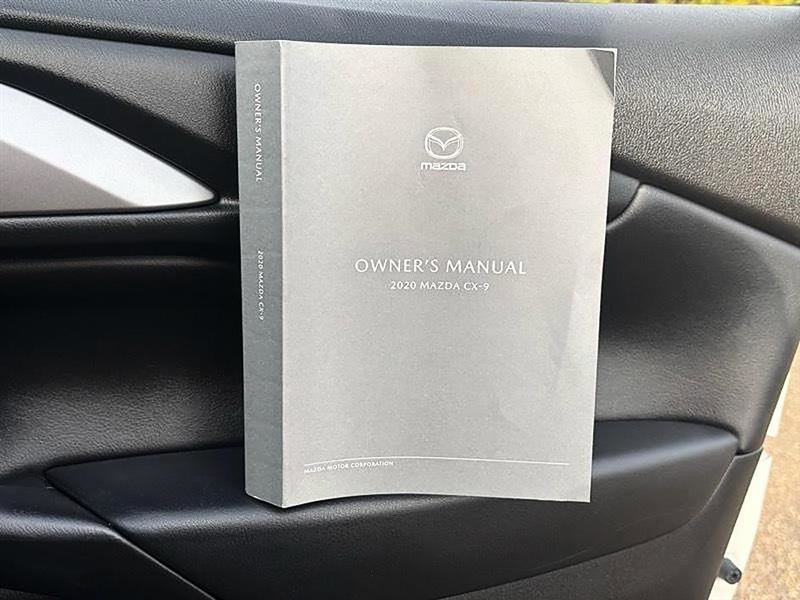 OWNER'S MANUAL
2020 MAZDA CX-9
mazda
OWNER'S MANUAL
2020 MAZDA CX-9
MAZDA MOTOR CORPORATION